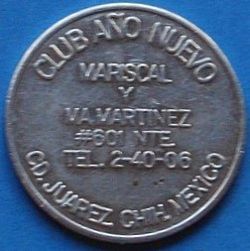 CLUB AÑO NUEVO
MARISCAL
Y
V.A. MARTINEZ
#601 NTE.
TEL. 2-40-06
CD. JUAREZ CHIH. MEXICO